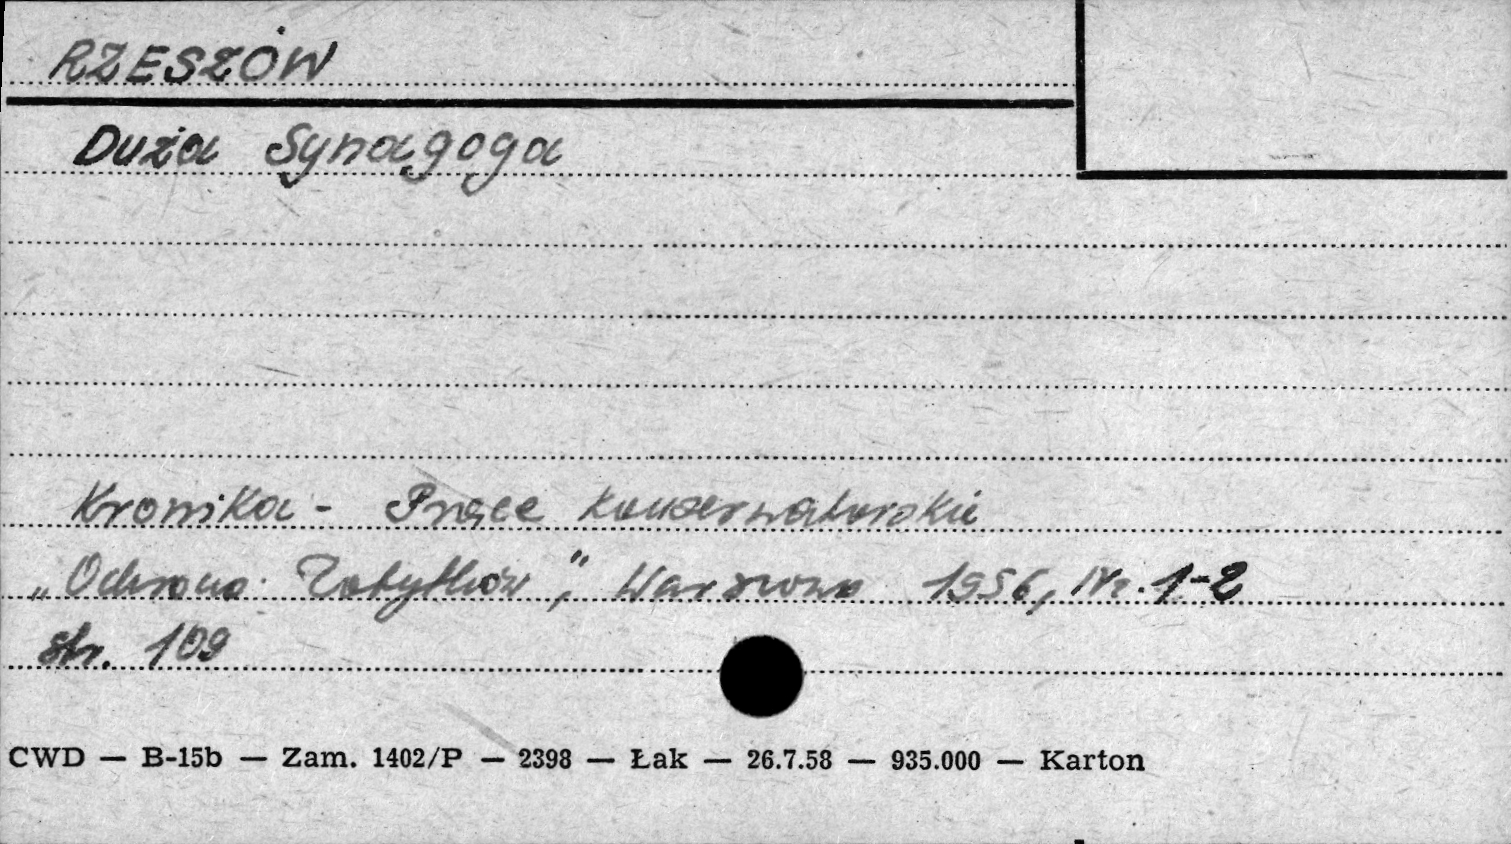 RZESZÓW
Duża Synagoga
Kronika - Prace konserwatorskie
„Ochrona Zabytków", Warszawa 1956, Nr. 1-2
str. 109
CWD — B-15b — Zam. 1402/P — 2398 — Łak — 26.7.58 — 935.000 — Karton